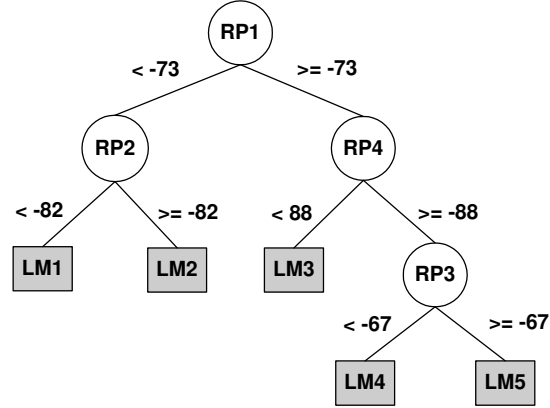 RP1
< -73
>= -73
RP2
RP4
< -82
>= -82
< 88
>= -88
LM1
LM2
LM3
RP3
< -67
>= -67
LM4
LM5